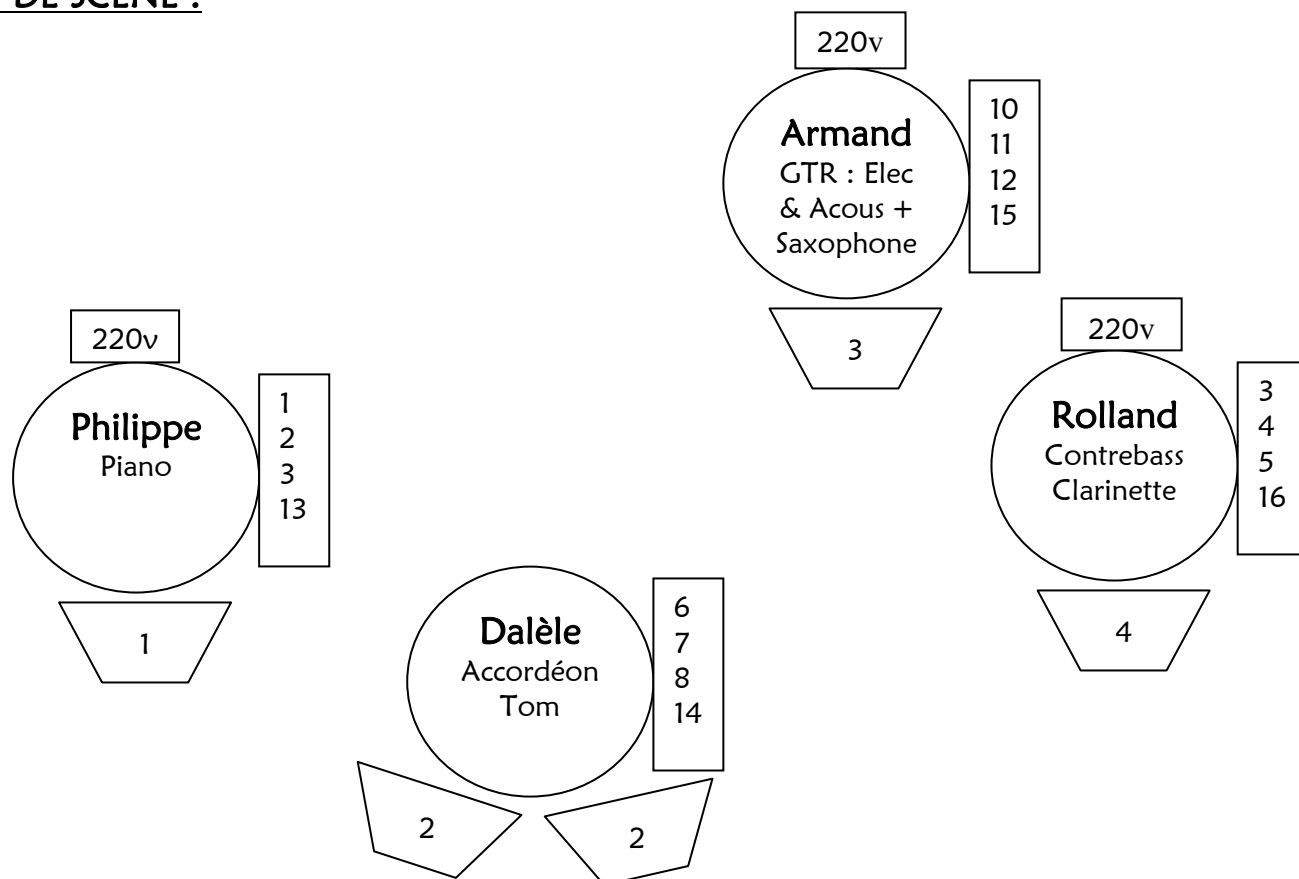 DE SCENE :
220v
Armand
GTR : Elec
& Acous +
Saxophone
10
11
12
15
3
220v
Philippe
Piano
1
2
3
13
1
220v
Rolland
Contrebass
Clarinette
3
4
5
16
4
Dalèle
Accordéon
Tom
6
7
8
14
2
2